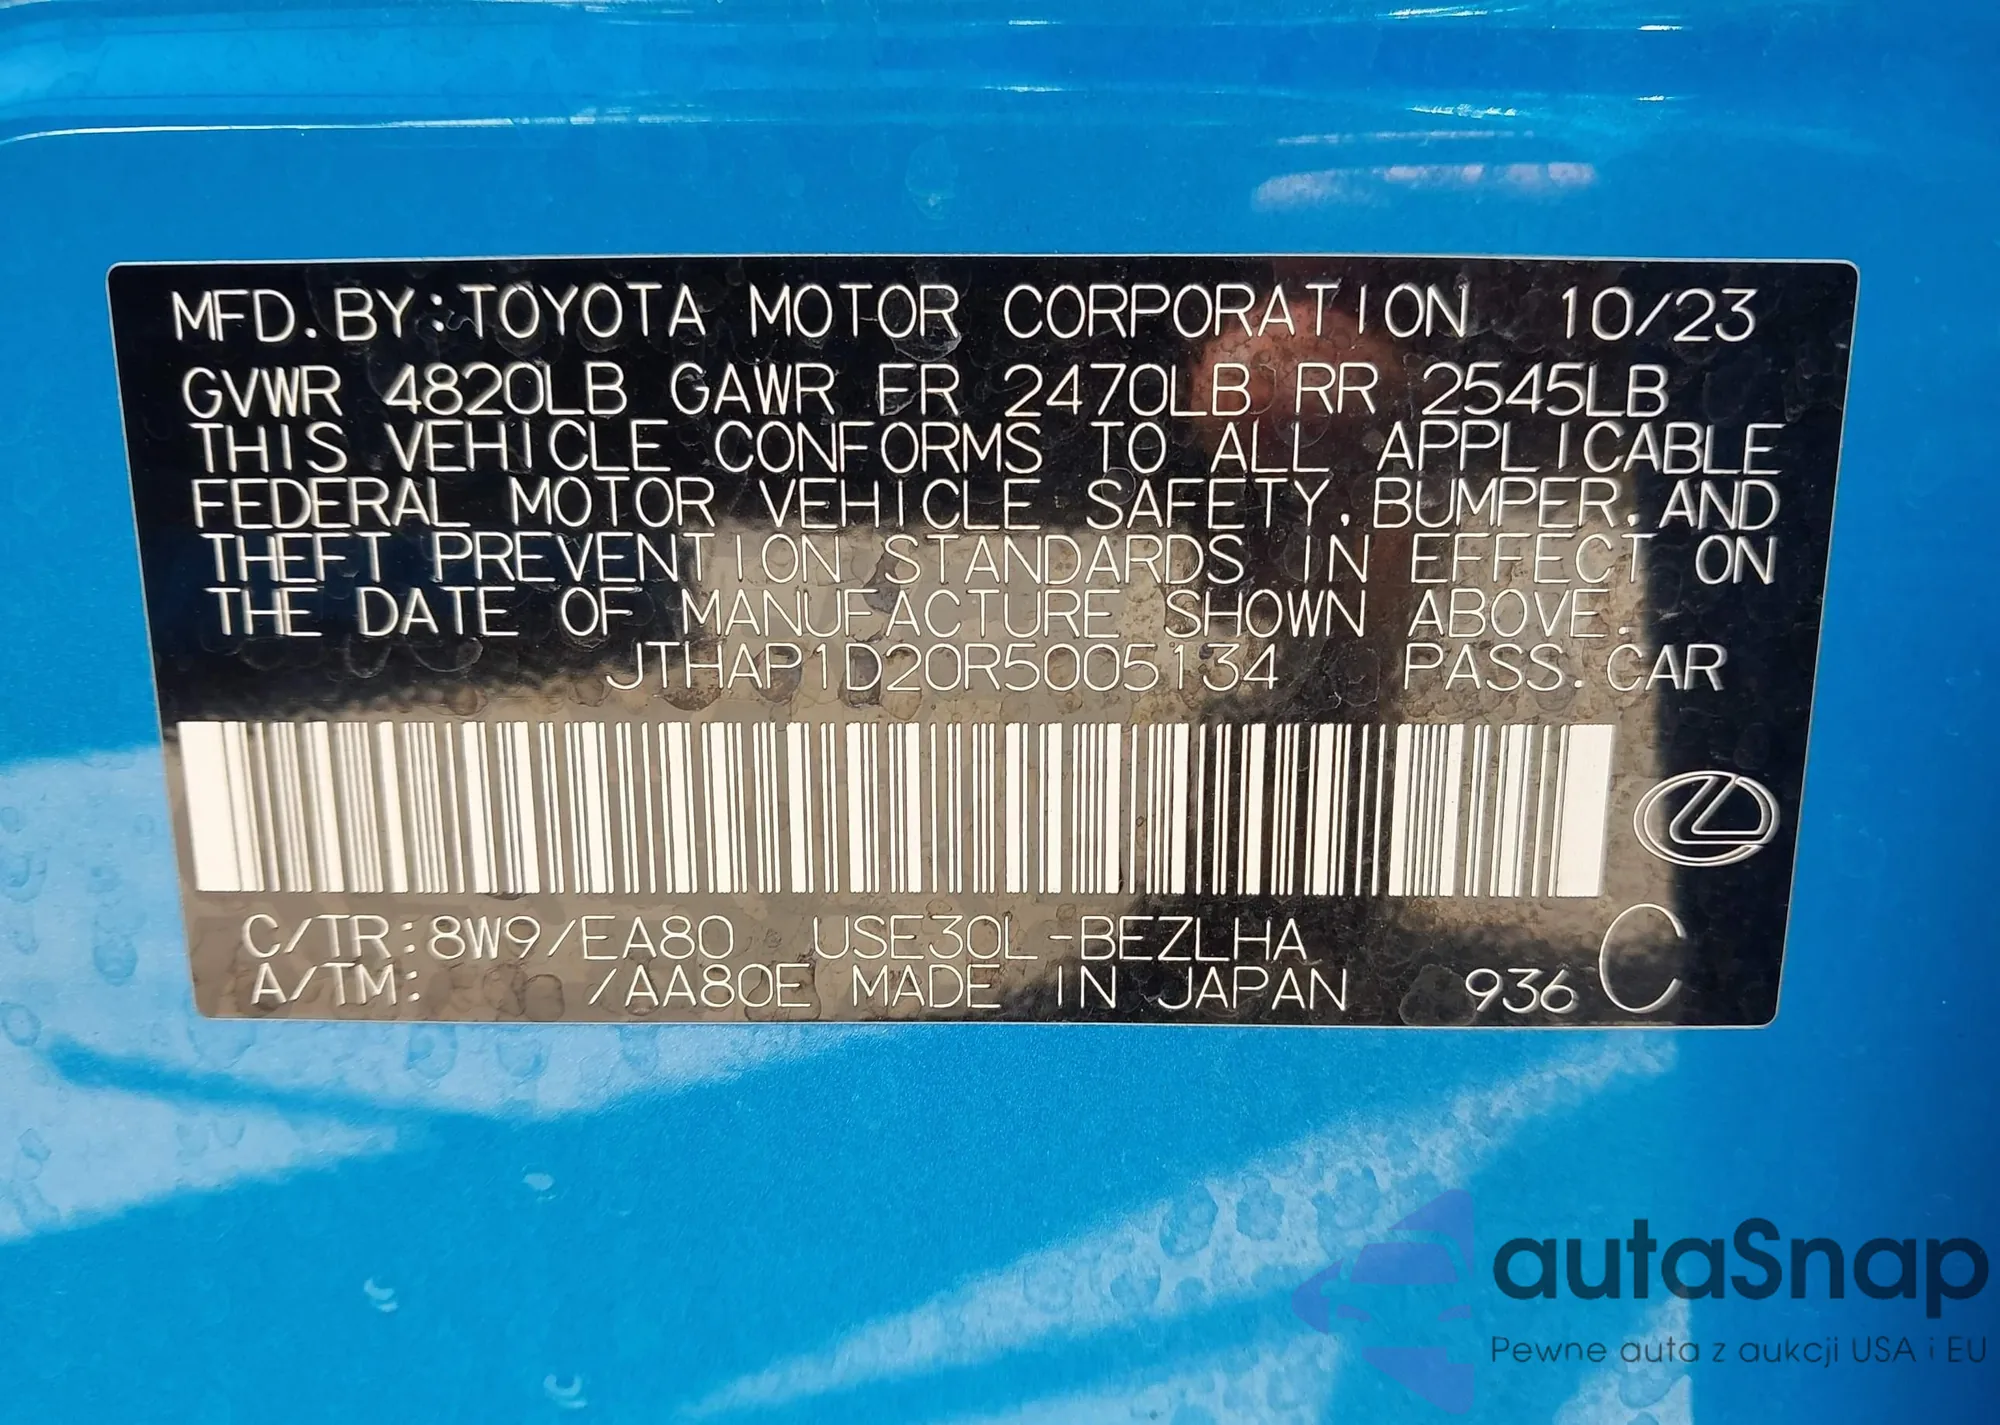 MFD. BY: TOYOTA MOTOR CORPORATION 10/23
GVWR 4820LB GAWR FR 2470LB RR 2545LB
THIS VEHICLE CONFORMS TO ALL APPLICABLE
FEDERAL MOTOR VEHICLE SAFETY, BUMPER, AND
THEFT PREVENTION STANDARDS IN EFFECT ON
THE DATE OF MANUFACTURE SHOWN ABOVE.
JTHAP1D20R5005134 PASS. CAR
C/TR: 8W9/EA80 USE30L-BEZLHA
A/TM: /AA80E MADE IN JAPAN 936 C
autaSnap
Pewne auta z aukcji USA i EU